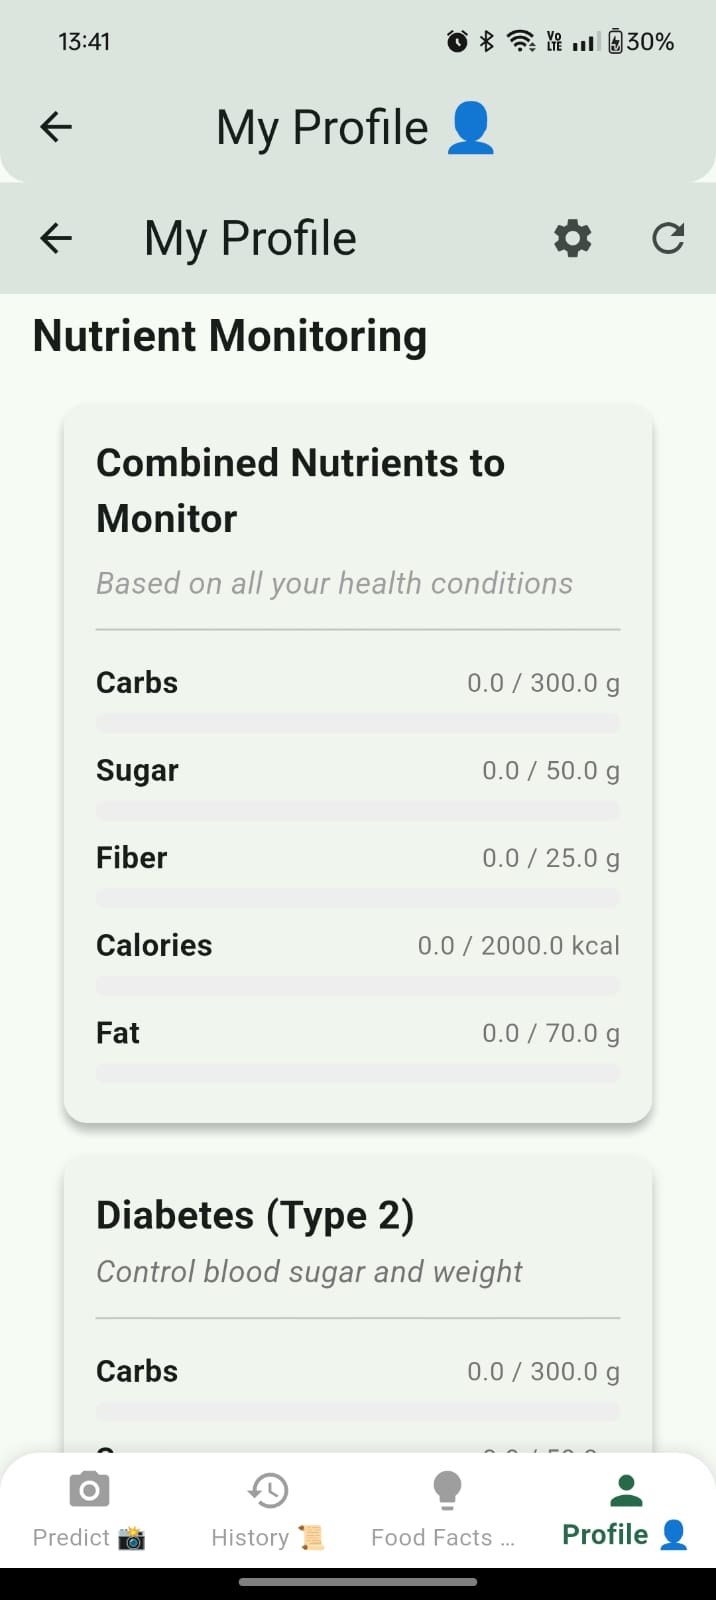 13:41
Vo LTE 30%
My Profile 👤
My Profile
Nutrient Monitoring
Combined Nutrients to
Monitor
Based on all your health conditions
Carbs 0.0 / 300.0 g
Sugar 0.0 / 50.0 g
Fiber 0.0 / 25.0 g
Calories 0.0 / 2000.0 kcal
Fat 0.0 / 70.0 g
Diabetes (Type 2)
Control blood sugar and weight
Carbs 0.0 / 300.0 g
Predict 📸 History 📜 Food Facts ... Profile 👤